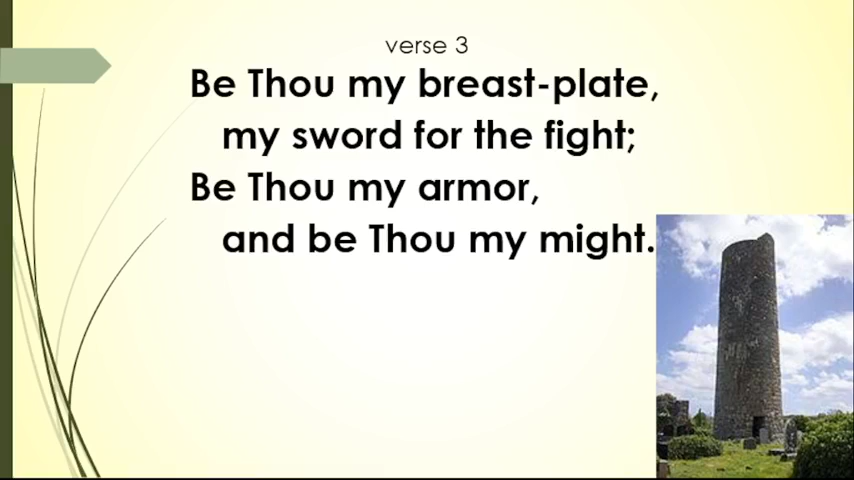 verse 3
Be Thou my breast-plate,
my sword for the fight;
Be Thou my armor,
and be Thou my might.